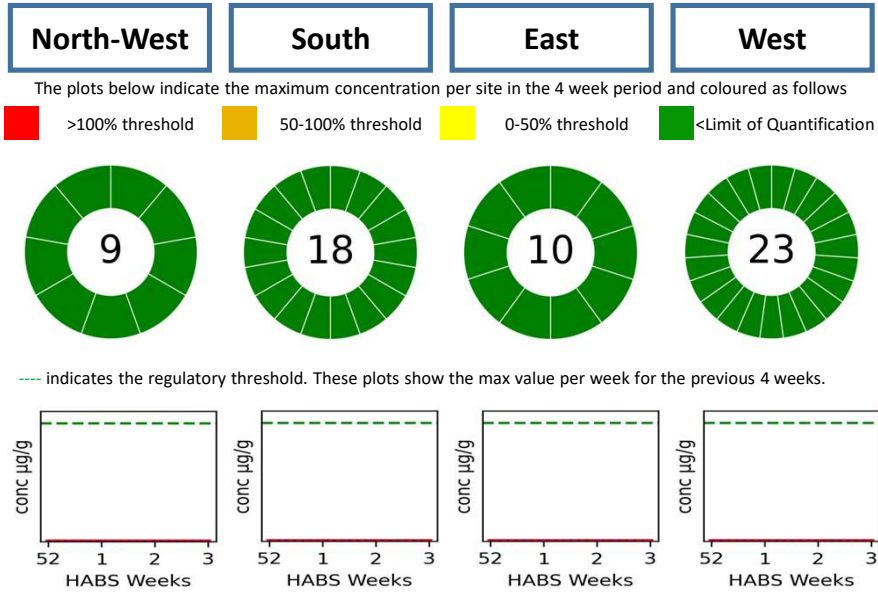 North-West South East West
The plots below indicate the maximum concentration per site in the 4 week period and coloured as follows
>100% threshold 50-100% threshold 0-50% threshold <Limit of Quantification
9 18 10 23
---- indicates the regulatory threshold. These plots show the max value per week for the previous 4 weeks.
conc µg/g conc µg/g conc µg/g conc µg/g
52 1 2 3 52 1 2 3 52 1 2 3 52 1 2 3
HABS Weeks HABS Weeks HABS Weeks HABS Weeks